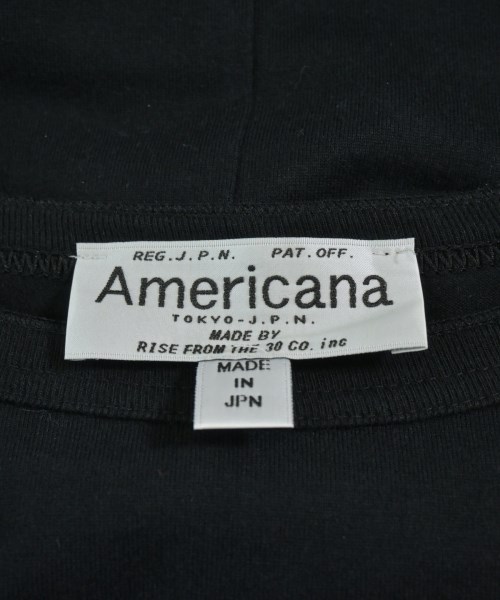 REG.J.P.N. PAT.OFF.
Americana
TOKYO-J.P.N.
MADE BY
RISE FROM THE 30 CO. inc
MADE
IN
JPN